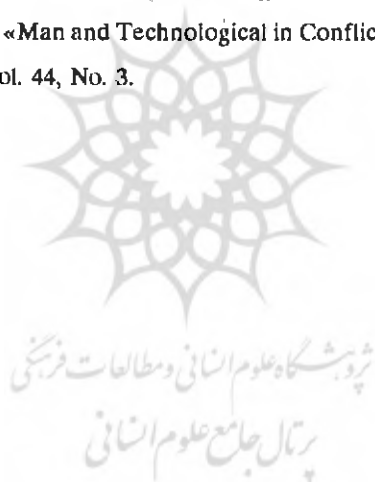 «Man and Technological in Conflic
ol. 44, No. 3.
پژوهشگاه علوم انسانی و مطالعات فرهنگی
پرتال جامع علوم انسانی